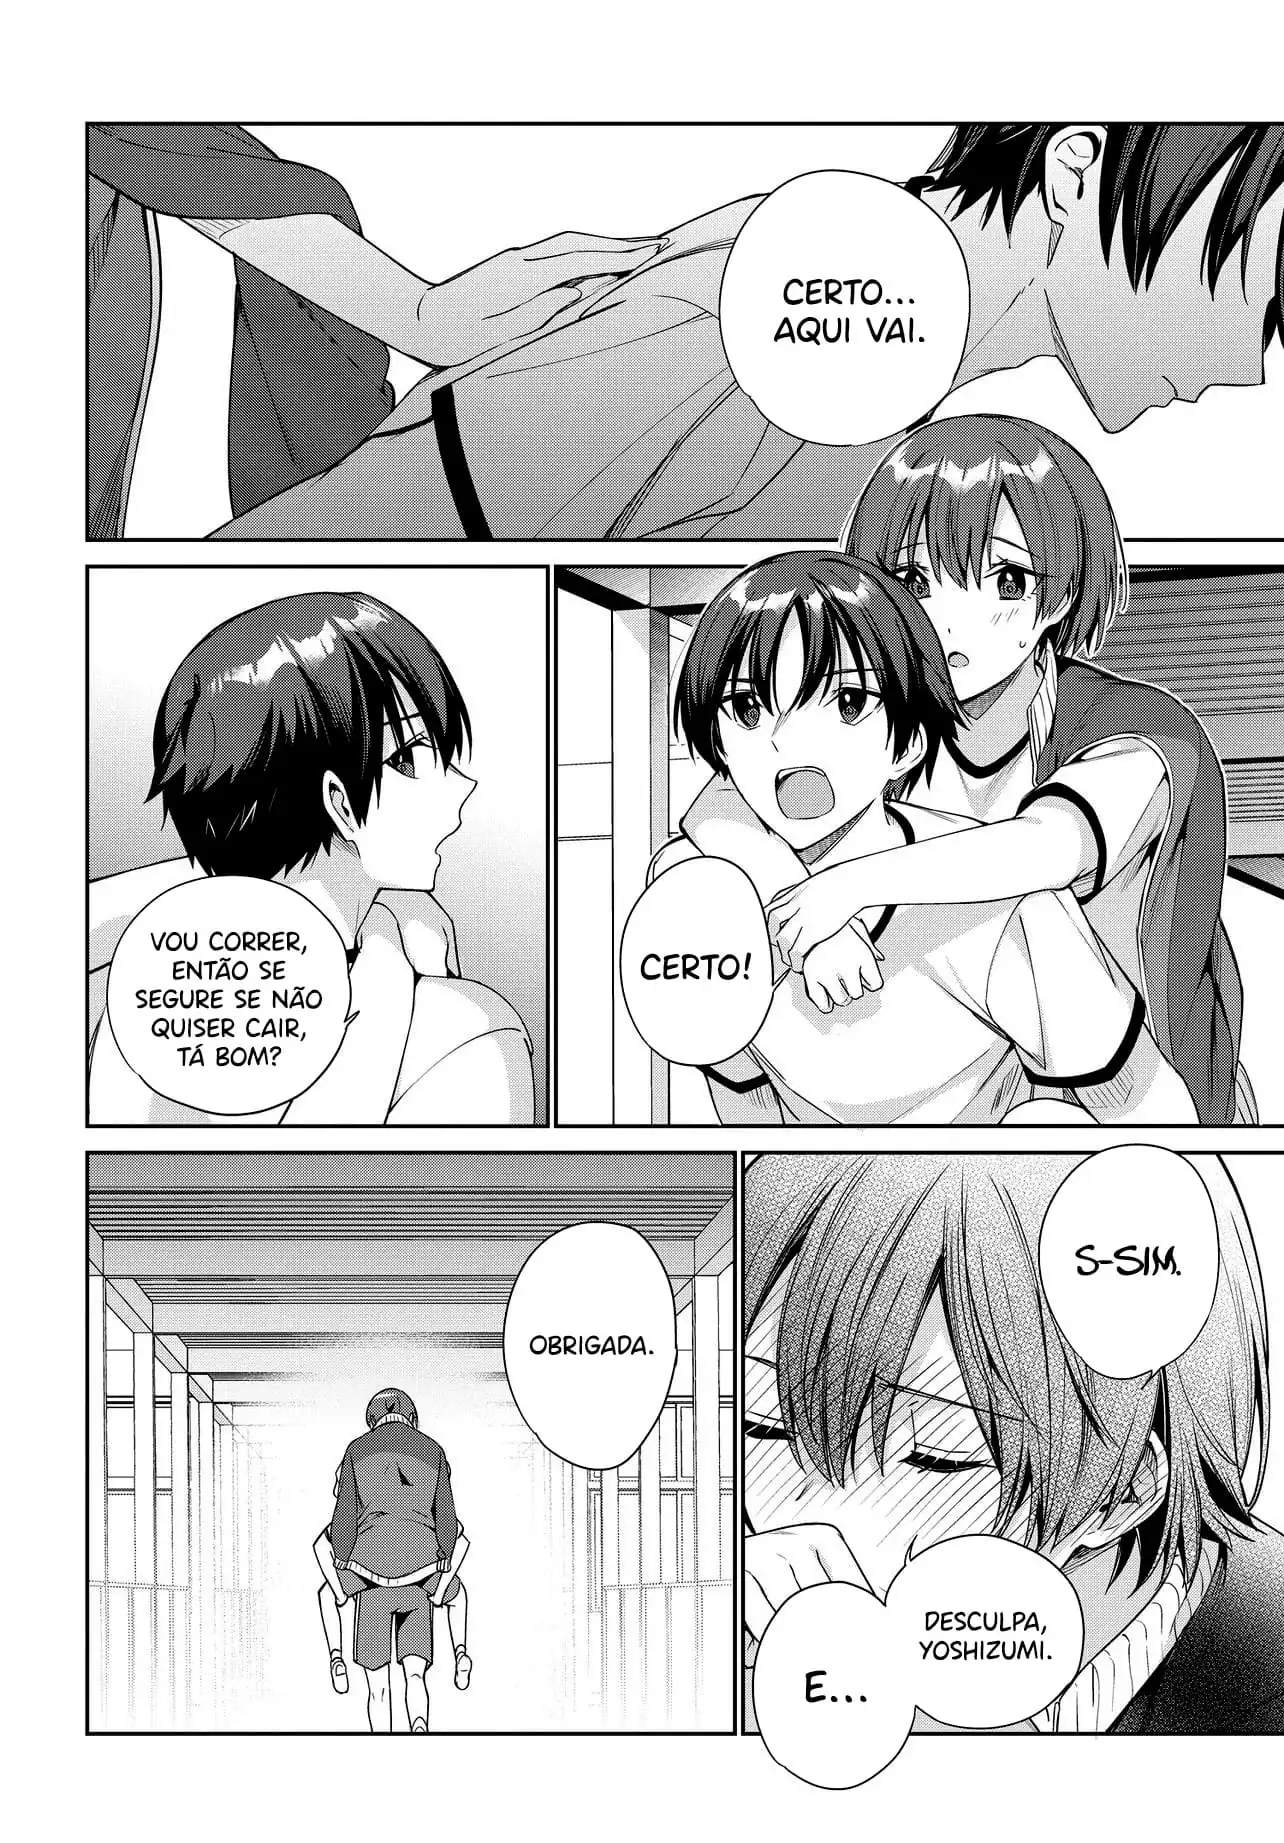 CERTO...
AQUI VAI.
CERTO!
VOU CORRER,
ENTÃO SE
SEGURE SE NÃO
QUISER CAIR,
TÁ BOM?
S-SIM.
DESCULPA,
YOSHIZUMI.
E...
OBRIGADA.